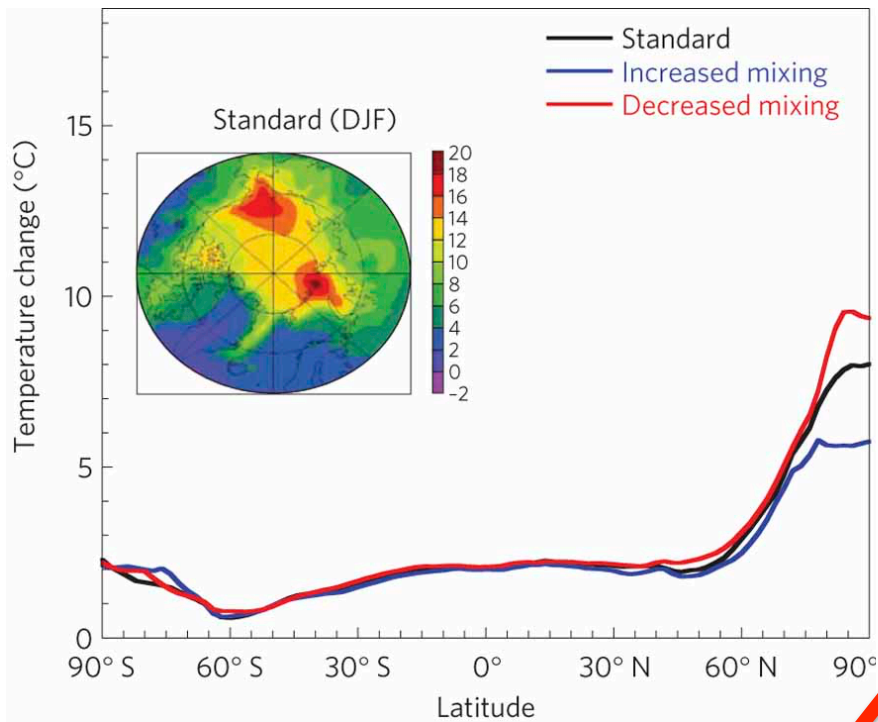 Standard
Increased mixing
Decreased mixing
Standard (DJF)
20
18
16
14
12
10
8
6
4
2
0
−2
Temperature change (°C)
15
10
5
0
90° S
60° S
30° S
0°
30° N
60° N
90°
Latitude